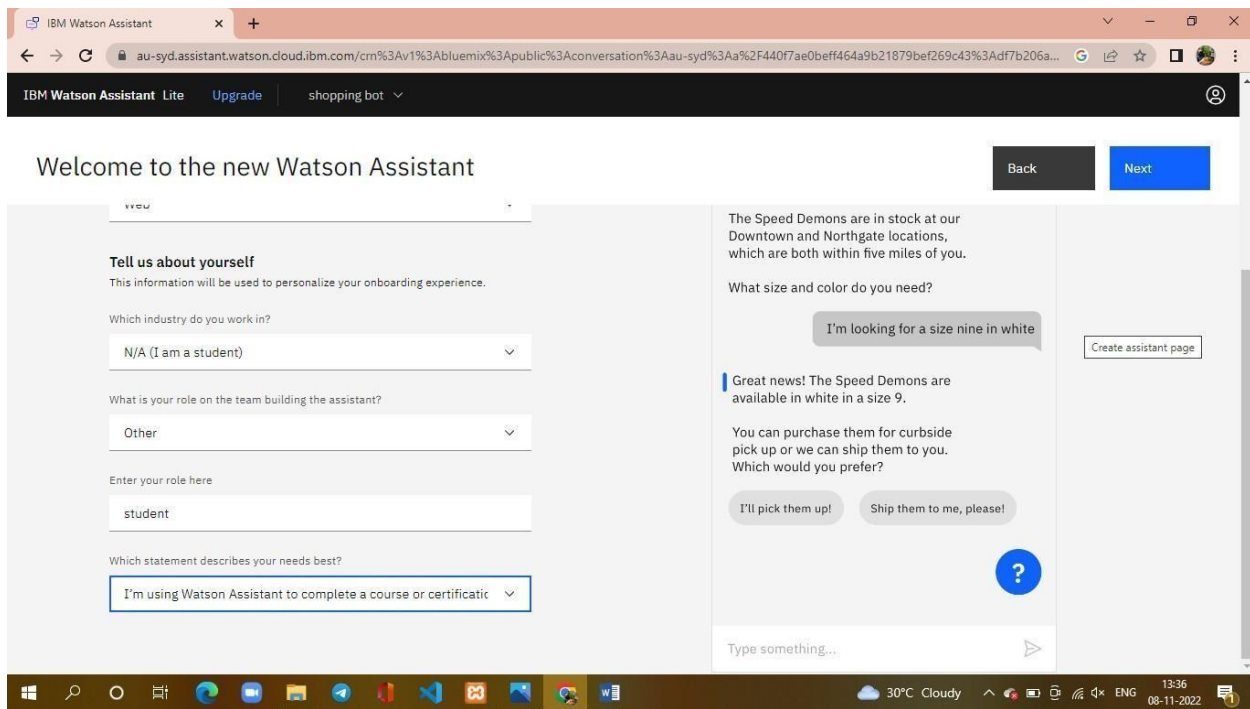 IBM Watson Assistant
au-syd.assistant.watson.cloud.ibm.com/crn%3Av1%3Abluemix%3Apublic%3Aconversation%3Aau-syd%3Aa%2F440f7ae0beff464a9b21879bef269c43%3Adf7b206a...
IBM Watson Assistant Lite Upgrade shopping bot
Welcome to the new Watson Assistant
Back
Next
Web
Tell us about yourself
This information will be used to personalize your onboarding experience.
Which industry do you work in?
N/A (I am a student)
What is your role on the team building the assistant?
Other
Enter your role here
student
Which statement describes your needs best?
I'm using Watson Assistant to complete a course or certificatic
The Speed Demons are in stock at our
Downtown and Northgate locations,
which are both within five miles of you.
What size and color do you need?
I'm looking for a size nine in white
Great news! The Speed Demons are
available in white in a size 9.
You can purchase them for curbside
pick up or we can ship them to you.
Which would you prefer?
I'll pick them up!
Ship them to me, please!
?
Type something...
Create assistant page
30°C Cloudy
ENG
13:36
08-11-2022